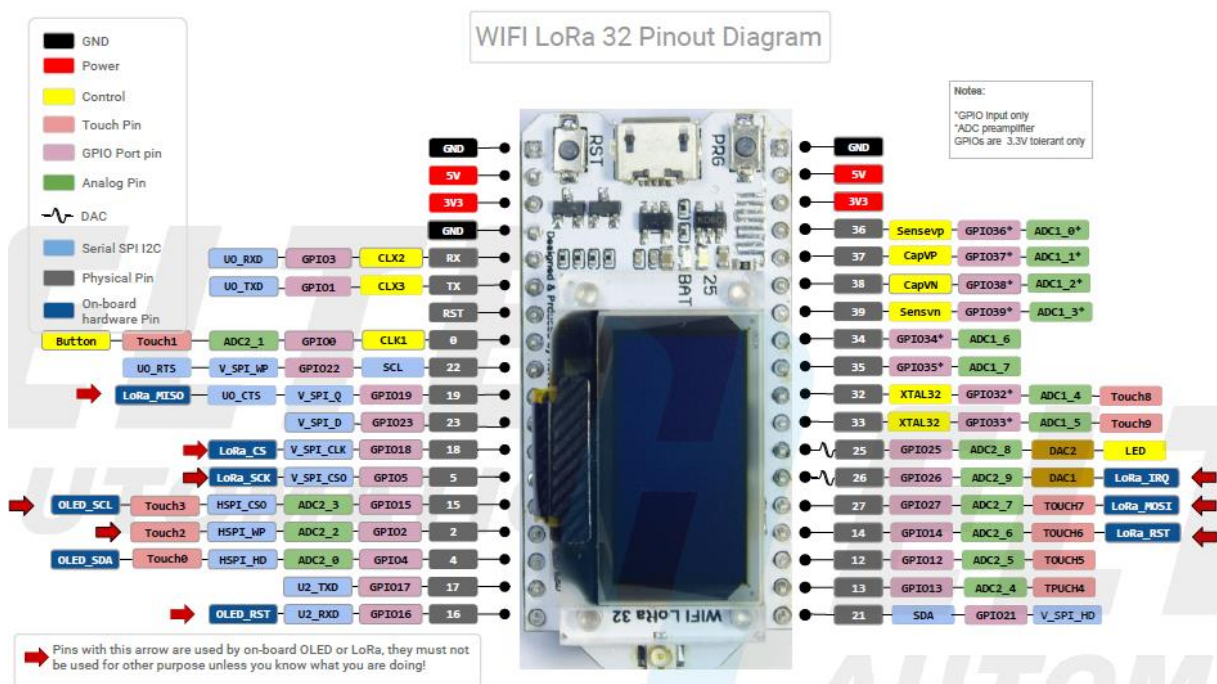 WIFI LoRa 32 Pinout Diagram
GND
Power
Control
Touch Pin
GPIO Port pin
Analog Pin
DAC
Serial SPI I2C
Physical Pin
On-board
hardware Pin
Notes:
*GPIO Input only
*ADC preamplifier
GPIOs are 3.3V tolerant only
GND
5V
3V3
GND
UO_RXD GPIO3 CLX2 RX
UO_TXD GPIO1 CLX3 TX
RST
Button Touch1 ADC2_1 GPIO0 CLK1 0
UO_RTS V_SPI_WP GPIO22 SCL 22
LoRa_MISO UO_CTS V_SPI_Q GPIO19 19
V_SPI_D GPIO23 23
LoRa_CS V_SPI_CLK GPIO18 18
LoRa_SCK V_SPI_CSO GPIO5 5
OLED_SCL Touch3 HSPI_CSO ADC2_3 GPIO15 15
Touch2 HSPI_WP ADC2_2 GPIO2 2
OLED_SDA Touch0 HSPI_HD ADC2_0 GPIO4 4
U2_TXD GPIO17 17
OLED_RST U2_RXD GPIO16 16
RST
PRG
BAT
25
WIFI LoRa 32
GND
5V
3V3
36 Sensevp GPIO36* ADC1_0*
37 CapVP GPIO37* ADC1_1*
38 CapVN GPIO38* ADC1_2*
39 Sensvn GPIO39* ADC1_3*
34 GPIO34* ADC1_6
35 GPIO35* ADC1_7
32 XTAL32 GPIO32* ADC1_4 Touch8
33 XTAL32 GPIO33* ADC1_5 Touch9
25 GPIO25 ADC2_8 DAC2 LED
26 GPIO26 ADC2_9 DAC1 LoRa_IRQ
27 GPIO27 ADC2_7 TOUCH7 LoRa_MOSI
14 GPIO14 ADC2_6 TOUCH6 LoRa_RST
12 GPIO12 ADC2_5 TOUCH5
13 GPIO13 ADC2_4 TPUCH4
21 SDA GPIO21 V_SPI_HD
Pins with this arrow are used by on-board OLED or LoRa, they must not
be used for other purpose unless you know what you are doing!